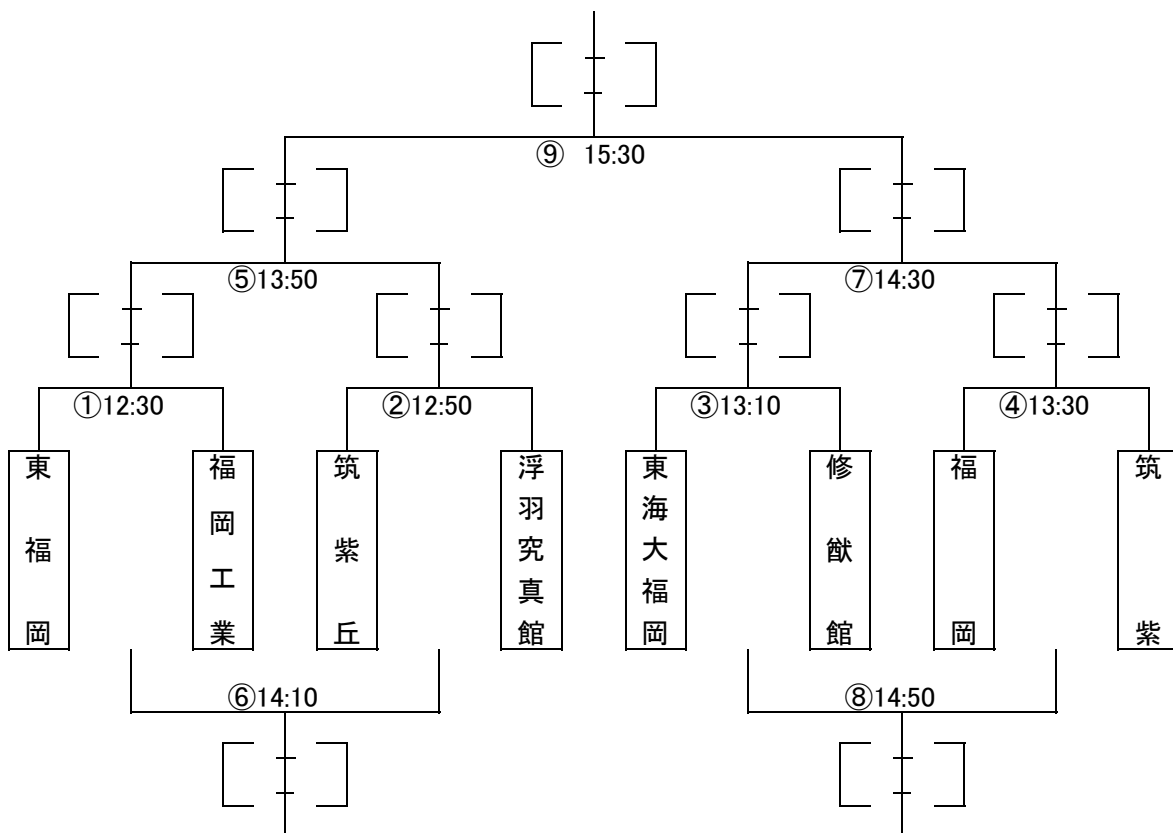 ⑨ 15:30
⑤13:50
⑦14:30
①12:30
②12:50
③13:10
④13:30
東福岡
福岡工業
筑紫丘
浮羽究真館
東海大福岡
修猷館
福岡
筑紫
⑥14:10
⑧14:50